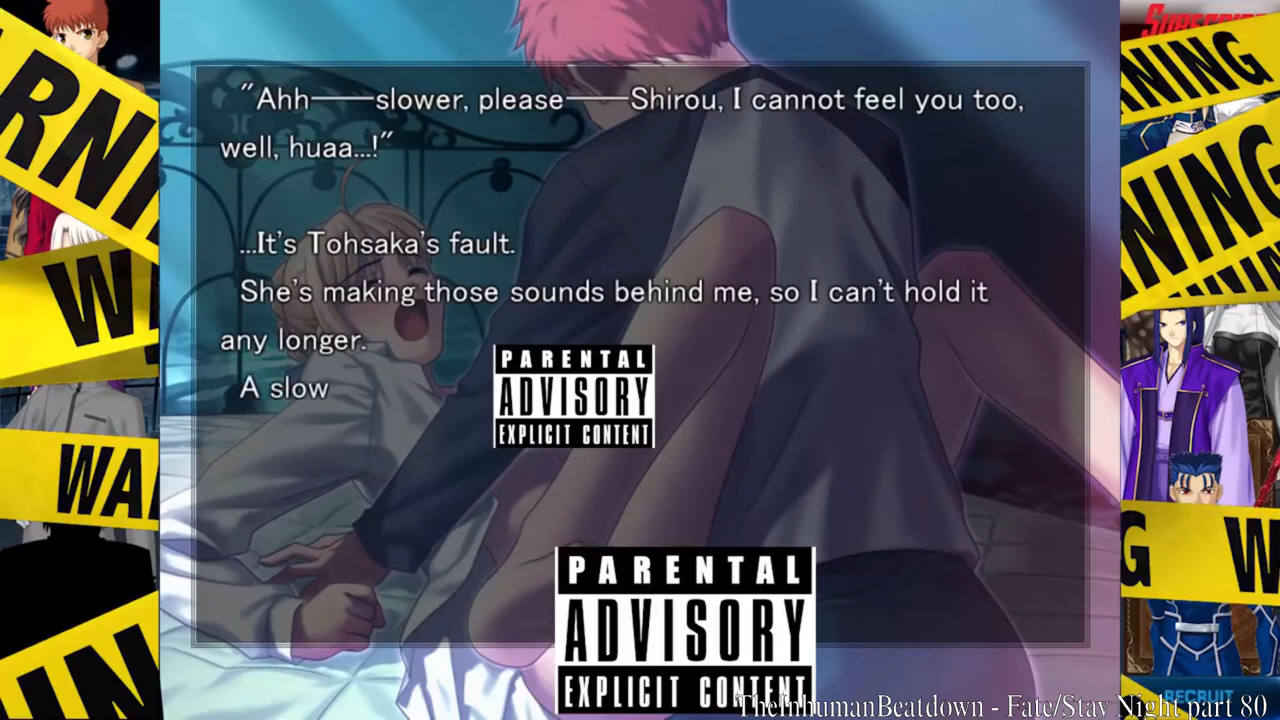 "Ahh——slower, please——Shirou, I cannot feel you too,
well, huaa...!"
...It's Tohsaka's fault.
She's making those sounds behind me, so I can't hold it
any longer.
A slow
PARENTAL
ADVISORY
EXPLICIT CONTENT
PARENTAL
ADVISORY
EXPLICIT CONTENT
RECRUIT
TheInhumanBeatdown - Fate/Stay Night part 80